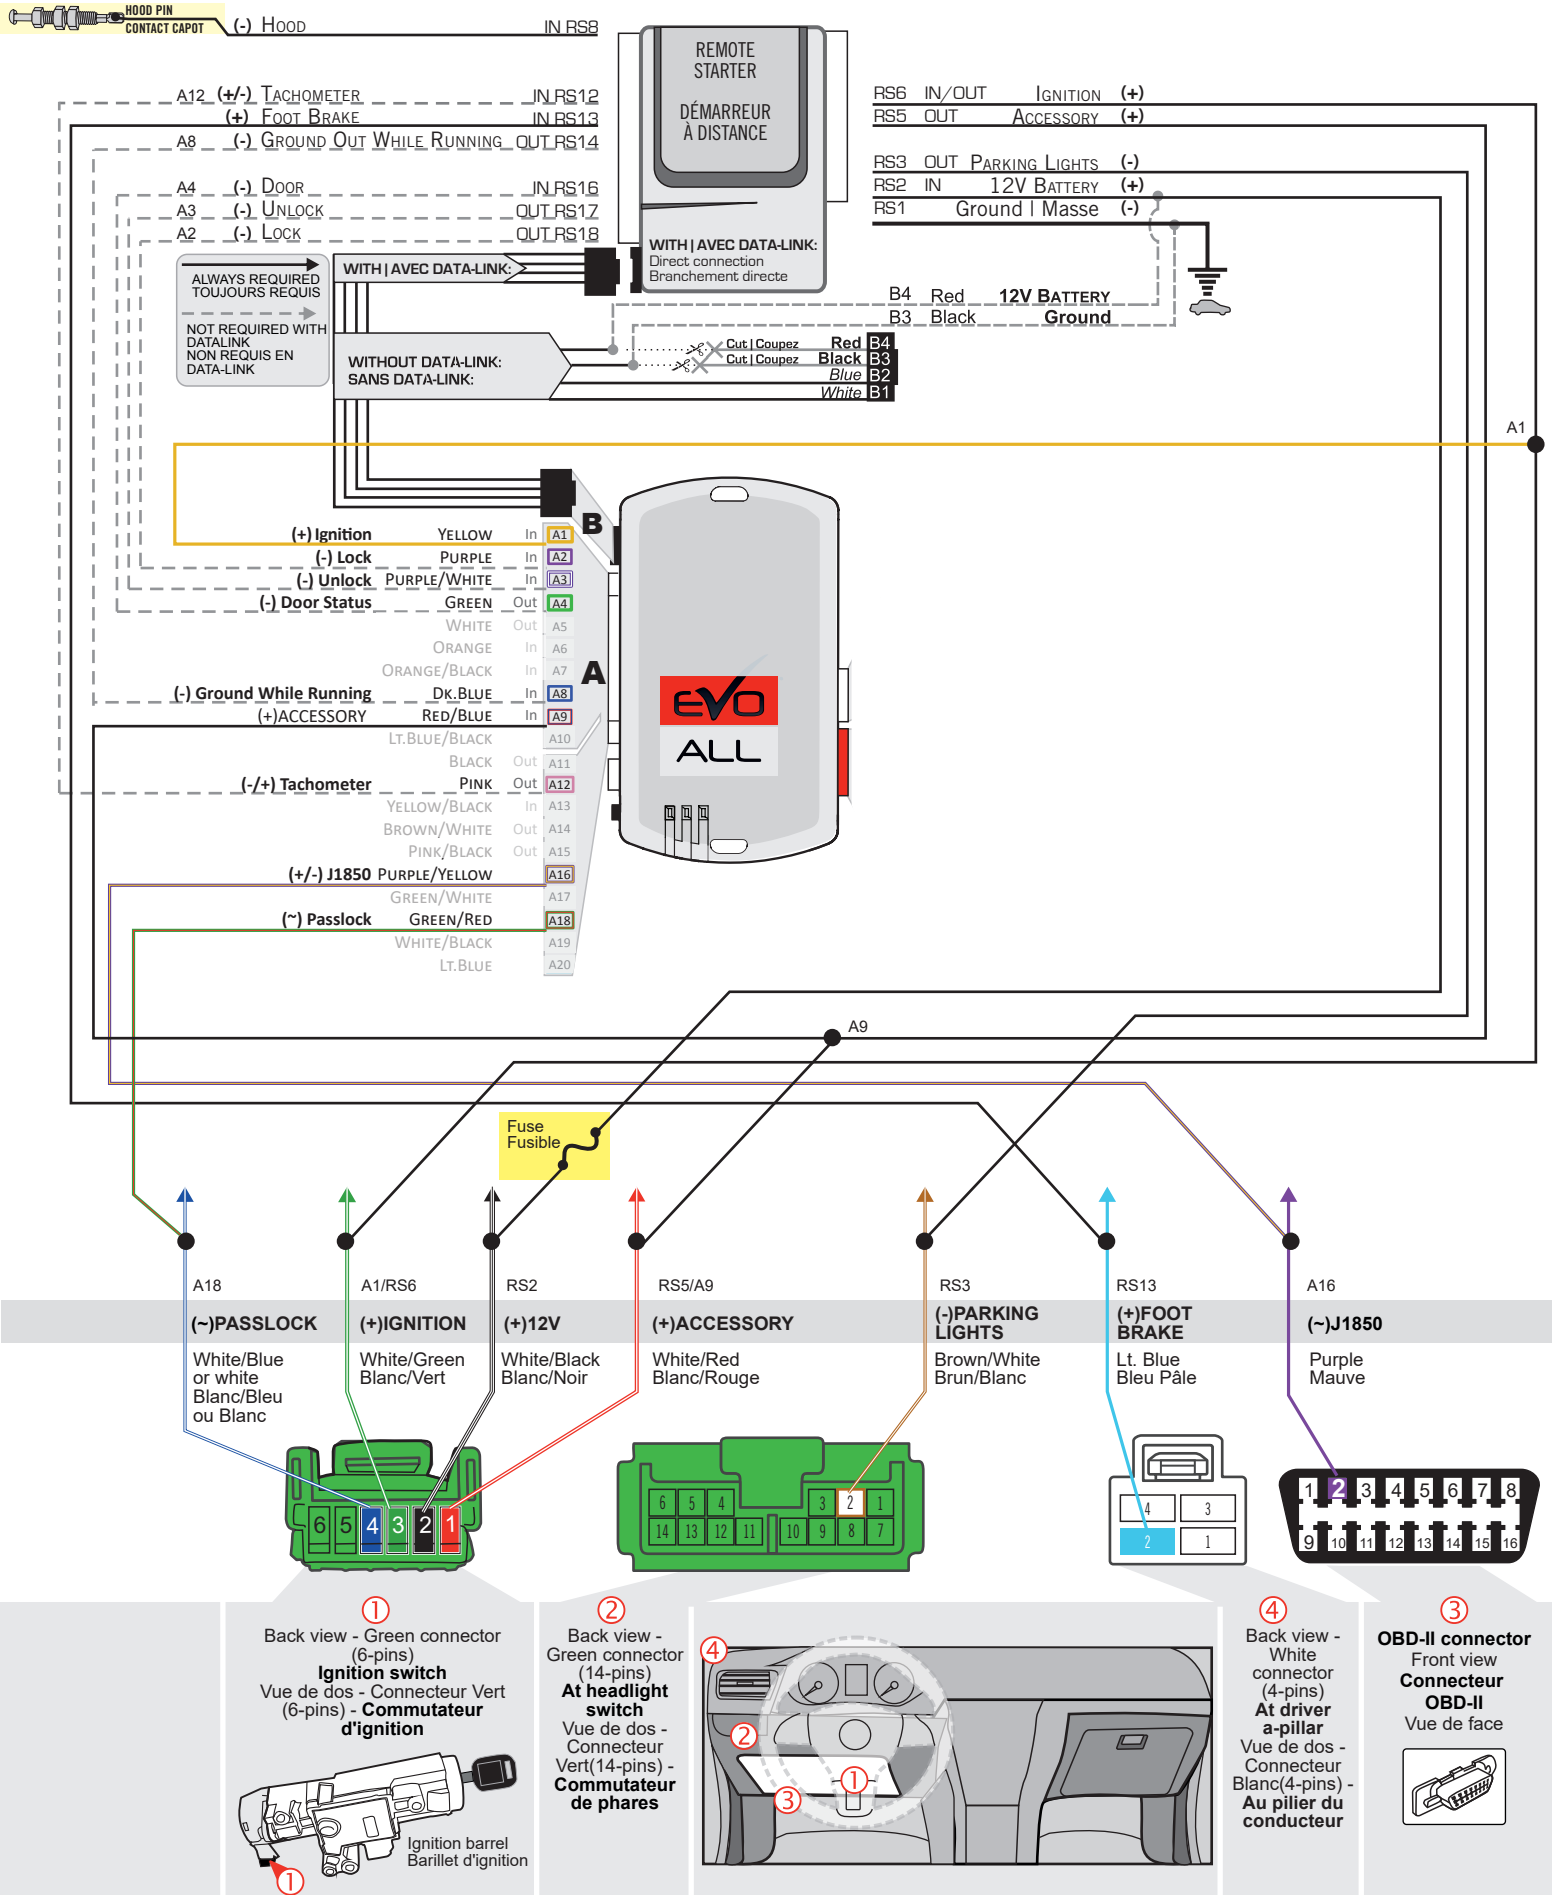 HOOD PIN
CONTACT CAPOT
(-) HOOD IN RS8
A12 (+/-) TACHOMETER IN RS12
(+) FOOT BRAKE IN RS13
A8 (-) GROUND OUT WHILE RUNNING OUT RS14
A4 (-) DOOR IN RS16
A3 (-) UNLOCK OUT RS17
A2 (-) LOCK OUT RS18
REMOTE
STARTER
DÉMARREUR
À DISTANCE
WITH | AVEC DATA-LINK:
Direct connection
Branchement directe
RS6 IN/OUT IGNITION (+)
RS5 OUT ACCESSORY (+)
RS3 OUT PARKING LIGHTS (-)
RS2 IN 12V BATTERY (+)
RS1 Ground | Masse (-)
ALWAYS REQUIRED
TOUJOURS REQUIS
NOT REQUIRED WITH
DATALINK
NON REQUIS EN
DATA-LINK
WITH | AVEC DATA-LINK:
WITHOUT DATA-LINK:
SANS DATA-LINK:
B4 Red 12V BATTERY
B3 Black Ground
Cut | Coupez Red B4
Cut | Coupez Black B3
Blue B2
White B1
A1
B
A
(+) Ignition YELLOW In A1
(-) Lock PURPLE In A2
(-) Unlock PURPLE/WHITE In A3
(-) Door Status GREEN Out A4
WHITE Out A5
ORANGE In A6
ORANGE/BLACK In A7
(-) Ground While Running DK.BLUE In A8
(+)ACCESSORY RED/BLUE In A9
LT.BLUE/BLACK A10
BLACK Out A11
(-/+) Tachometer PINK Out A12
YELLOW/BLACK In A13
BROWN/WHITE Out A14
PINK/BLACK Out A15
(+/-) J1850 PURPLE/YELLOW A16
GREEN/WHITE A17
(~) Passlock GREEN/RED A18
WHITE/BLACK A19
LT.BLUE A20
EVO
ALL
A9
Fuse
Fusible
A18
(~)PASSLOCK
White/Blue
or white
Blanc/Bleu
ou Blanc
A1/RS6
(+)IGNITION
White/Green
Blanc/Vert
RS2
(+)12V
White/Black
Blanc/Noir
RS5/A9
(+)ACCESSORY
White/Red
Blanc/Rouge
RS3
(-)PARKING
LIGHTS
Brown/White
Brun/Blanc
RS13
(+)FOOT
BRAKE
Lt. Blue
Bleu Pâle
A16
(~)J1850
Purple
Mauve
6 5 4 3 2 1
6 5 4 3 2 1
14 13 12 11 10 9 8 7
4 3
2 1
1 2 3 4 5 6 7 8
9 10 11 12 13 14 15 16
1
Back view - Green connector
(6-pins)
Ignition switch
Vue de dos - Connecteur Vert
(6-pins) - Commutateur
d'ignition
Ignition barrel
Barillet d'ignition
1
2
Back view -
Green connector
(14-pins)
At headlight
switch
Vue de dos -
Connecteur
Vert(14-pins) -
Commutateur
de phares
4
2
1
3
4
Back view -
White
connector
(4-pins)
At driver
a-pillar
Vue de dos -
Connecteur
Blanc(4-pins) -
Au pilier du
conducteur
3
OBD-II connector
Front view
Connecteur
OBD-II
Vue de face